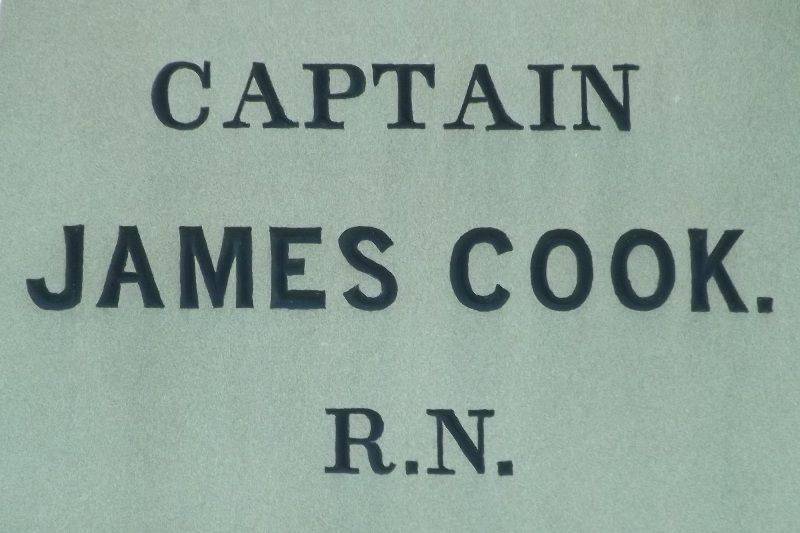 CAPTAIN
JAMES COOK.
R.N.